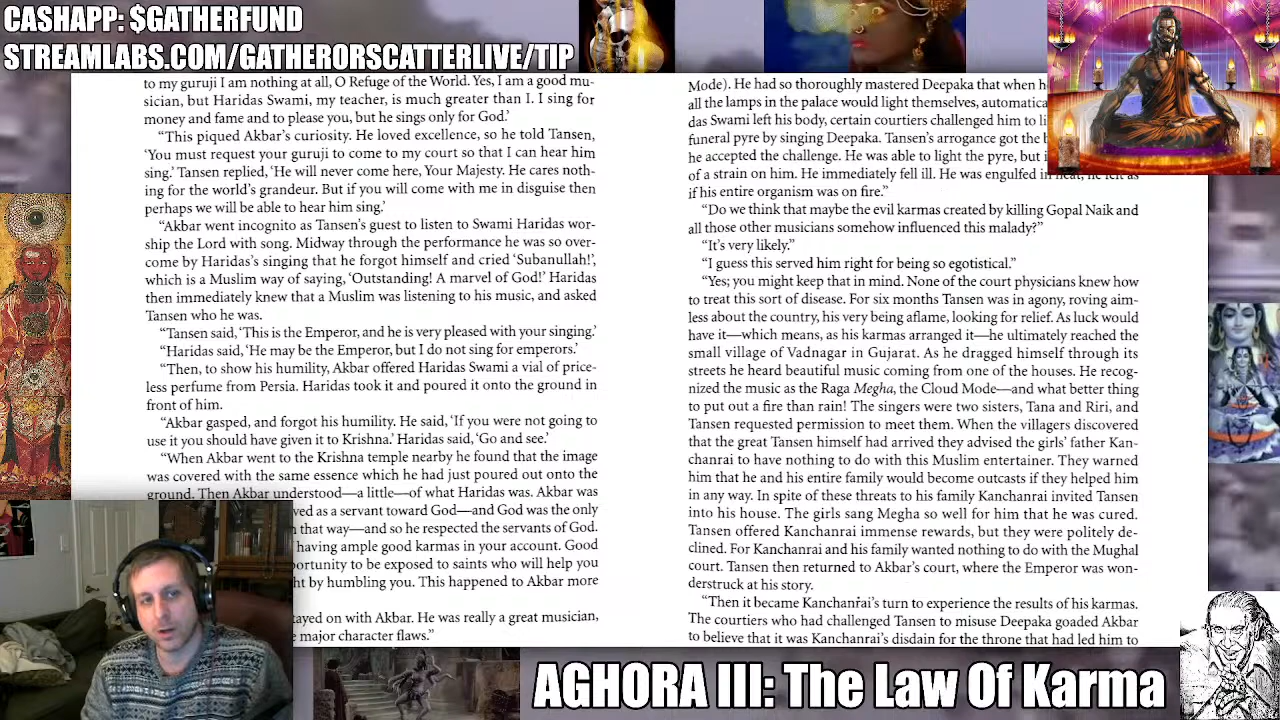 CASHAPP: $GATHERFUND
STREAMLABS.COM/GATHERORSCATTERLIVE/TIP
to my guruji I am nothing at all, O Refuge of the World. Yes, I am a good mu-
sician, but Haridas Swami, my teacher, is much greater than I. I sing for
money and fame and to please you, but he sings only for God.'
"This piqued Akbar's curiosity. He loved excellence, so he told Tansen,
'You must request your guruji to come to my court so that I can hear him
sing.' Tansen replied, 'He will never come here, Your Majesty. He cares noth-
ing for the world's grandeur. But if you will come with me in disguise then
perhaps we will be able to hear him sing.'
"Akbar went incognito as Tansen's guest to listen to Swami Haridas wor-
ship the Lord with song. Midway through the performance he was so over-
come by Haridas's singing that he forgot himself and cried 'Subanullah!',
which is a Muslim way of saying, 'Outstanding! A marvel of God!' Haridas
then immediately knew that a Muslim was listening to his music, and asked
Tansen who he was.
"Tansen said, 'This is the Emperor, and he is very pleased with your singing.'
"Haridas said, 'He may be the Emperor, but I do not sing for emperors.'
"Then, to show his humility, Akbar offered Haridas Swami a vial of price-
less perfume from Persia. Haridas took it and poured it onto the ground in
front of him.
"Akbar gasped, and forgot his humility. He said, 'If you were not going to
use it you should have given it to Krishna.' Haridas said, 'Go and see.'
"When Akbar went to the Krishna temple nearby he found that the image
was covered with the same essence which he had just poured out onto the
ground. Then Akbar understood—a little—of what Haridas was. Akbar was
ved as a servant toward God—and God was the only
that way—and so he respected the servants of God.
having ample good karmas in your account. Good
ortunity to be exposed to saints who will help you
ht by humbling you. This happened to Akbar more
tayed on with Akbar. He was really a great musician,
major character flaws."
Mode). He had so thoroughly mastered Deepaka that when h
all the lamps in the palace would light themselves, automatica
das Swami left his body, certain courtiers challenged him to li
funeral pyre by singing Deepaka. Tansen's arrogance got the b
he accepted the challenge. He was able to light the pyre, but i
of a strain on him. He immediately fell ill. He was engulfed in heat, he felt as
if his entire organism was on fire."
"Do we think that maybe the evil karmas created by killing Gopal Naik and
all those other musicians somehow influenced this malady?"
"It's very likely."
"I guess this served him right for being so egotistical."
"Yes; you might keep that in mind. None of the court physicians knew how
to treat this sort of disease. For six months Tansen was in agony, roving aim-
less about the country, his very being aflame, looking for relief. As luck would
have it—which means, as his karmas arranged it—he ultimately reached the
small village of Vadnagar in Gujarat. As he dragged himself through its
streets he heard beautiful music coming from one of the houses. He recog-
nized the music as the Raga Megha, the Cloud Mode—and what better thing
to put out a fire than rain! The singers were two sisters, Tana and Riri, and
Tansen requested permission to meet them. When the villagers discovered
that the great Tansen himself had arrived they advised the girls' father Kan-
chanrai to have nothing to do with this Muslim entertainer. They warned
him that he and his entire family would become outcasts if they helped him
in any way. In spite of these threats to his family Kanchanrai invited Tansen
into his house. The girls sang Megha so well for him that he was cured.
Tansen offered Kanchanrai immense rewards, but they were politely de-
clined. For Kanchanrai and his family wanted nothing to do with the Mughal
court. Tansen then returned to Akbar's court, where the Emperor was won-
derstruck at his story.
"Then it became Kanchanrai's turn to experience the results of his karmas.
The courtiers who had challenged Tansen to misuse Deepaka goaded Akbar
to believe that it was Kanchanrai's disdain for the throne that had led him to
AGHORA III: The Law Of Karma